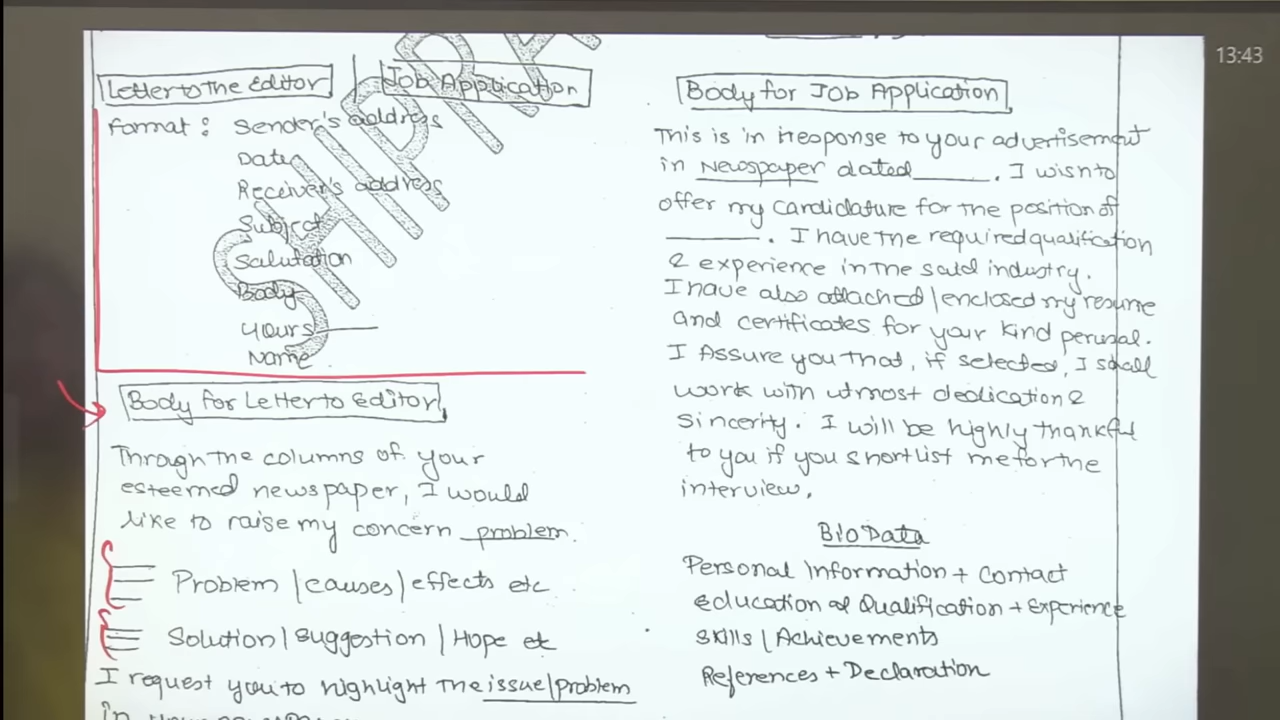 13:43
Letter to the Editor | Job Application
Format: Sender's address
Date
Receiver's address
Subject
Salutation
Body
Yours
Name.
Body for Letter to Editor
Through the columns of your
esteemed newspaper, I would
like to raise my concern problem.
Problem | causes | effects etc
Solution | Suggestion | Hope etc
I request you to highlight the issue/problem
in
Body for Job Application
This is in response to your advertisement
in Newspaper dated ______. I wish to
offer my candidature for the position of
______. I have the required qualification
& experience in the said industry.
I have also attached/enclosed my resume
and certificates for your kind perusal.
I Assure you that, if selected, I shall
work with utmost dedication &
sincerity. I will be highly thankful
to you if you shortlist me for the
interview.
Bio Data
Personal Information + Contact
Education & Qualification + Experience
Skills | Achievements
References + Declaration
SHIPRA